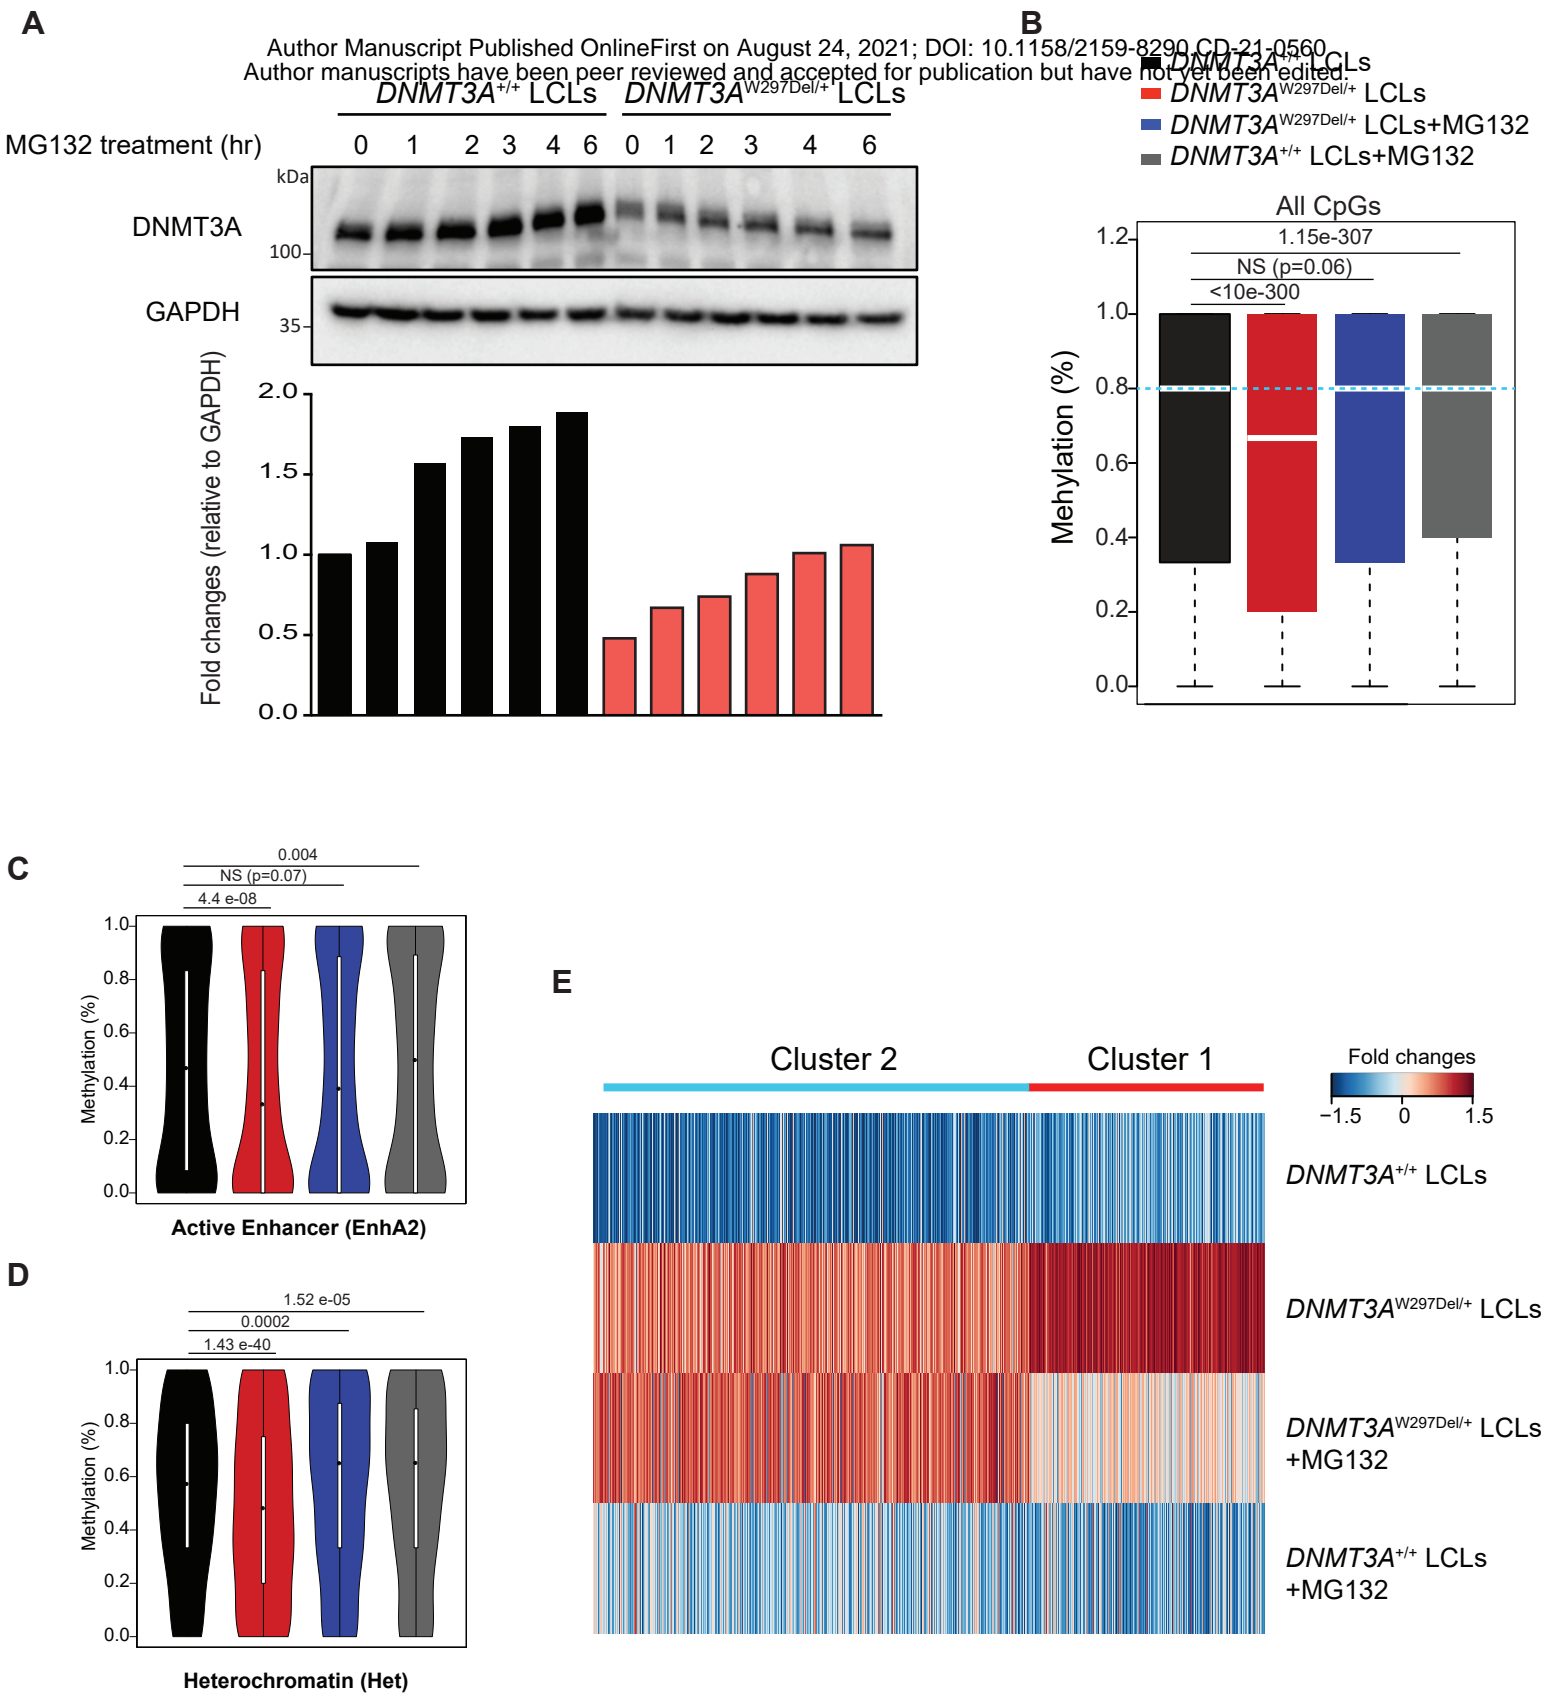 A
B
Author Manuscript Published OnlineFirst on August 24, 2021; DOI: 10.1158/2159-8290.CD-21-0560
Author manuscripts have been peer reviewed and accepted for publication but have not yet been edited.
DNMT3A+/+ LCLs
DNMT3AW297Del/+ LCLs
DNMT3AW297Del/+ LCLs+MG132
DNMT3A+/+ LCLs+MG132
DNMT3A+/+ LCLs DNMT3AW297Del/+ LCLs
MG132 treatment (hr) 0 1 2 3 4 6 0 1 2 3 4 6
kDa
DNMT3A
100
GAPDH
35
Fold changes (relative to GAPDH)
2.0
1.5
1.0
0.5
0.0
All CpGs
1.15e-307
NS (p=0.06)
<10e-300
Mehylation (%)
1.2
1.0
0.8
0.6
0.4
0.2
0.0
C
0.004
NS (p=0.07)
4.4 e-08
Methylation (%)
1.0
0.8
0.6
0.4
0.2
0.0
Active Enhancer (EnhA2)
D
1.52 e-05
0.0002
1.43 e-40
Methylation (%)
1.0
0.8
0.6
0.4
0.2
0.0
Heterochromatin (Het)
E
Cluster 2 Cluster 1
Fold changes
−1.5 0 1.5
DNMT3A+/+ LCLs
DNMT3AW297Del/+ LCLs
DNMT3AW297Del/+ LCLs
+MG132
DNMT3A+/+ LCLs
+MG132